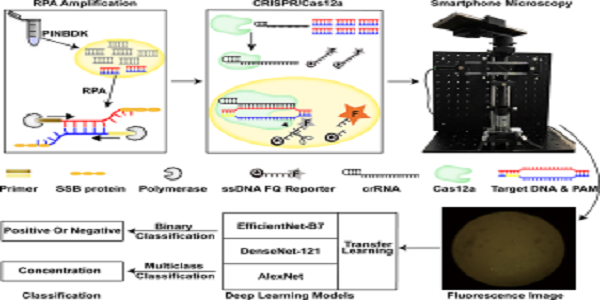 RPA Amplification
CRISPR/Cas12a
Smartphone Microscopy
PINBDK
RPA
F
F
Primer
SSB protein
Polymerase
ssDNA FQ Reporter
crRNA
Cas12a
Target DNA & PAM
Positive Or Negative
Binary
Classification
EfficientNet-B7
DenseNet-121
AlexNet
Transfer
Learning
Concentration
Multiclass
Classification
Classification
Deep Learning Models
Fluorescence Image